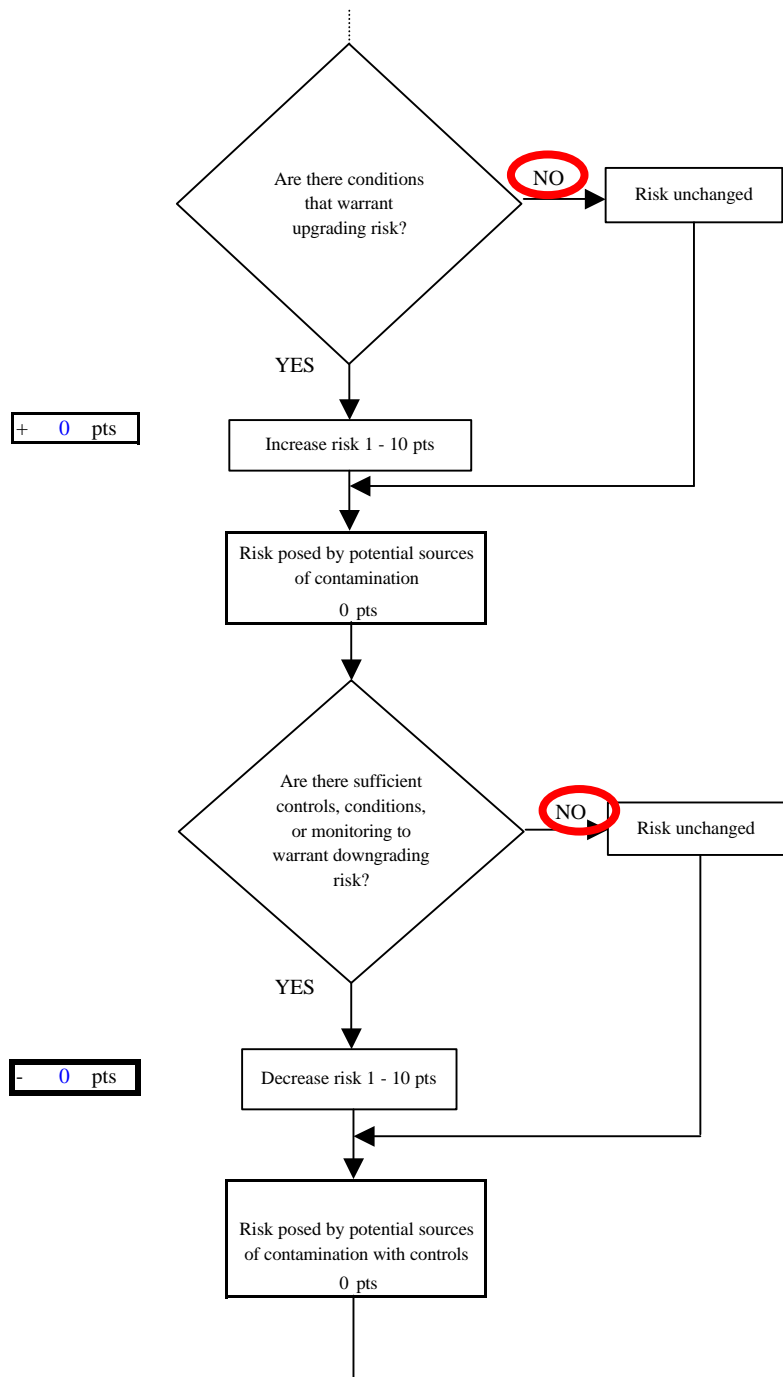 Are there conditions
that warrant
upgrading risk?
NO
Risk unchanged
YES
+ 0 pts
Increase risk 1 - 10 pts
Risk posed by potential sources
of contamination
0 pts
Are there sufficient
controls, conditions,
or monitoring to
warrant downgrading
risk?
NO
Risk unchanged
YES
- 0 pts
Decrease risk 1 - 10 pts
Risk posed by potential sources
of contamination with controls
0 pts